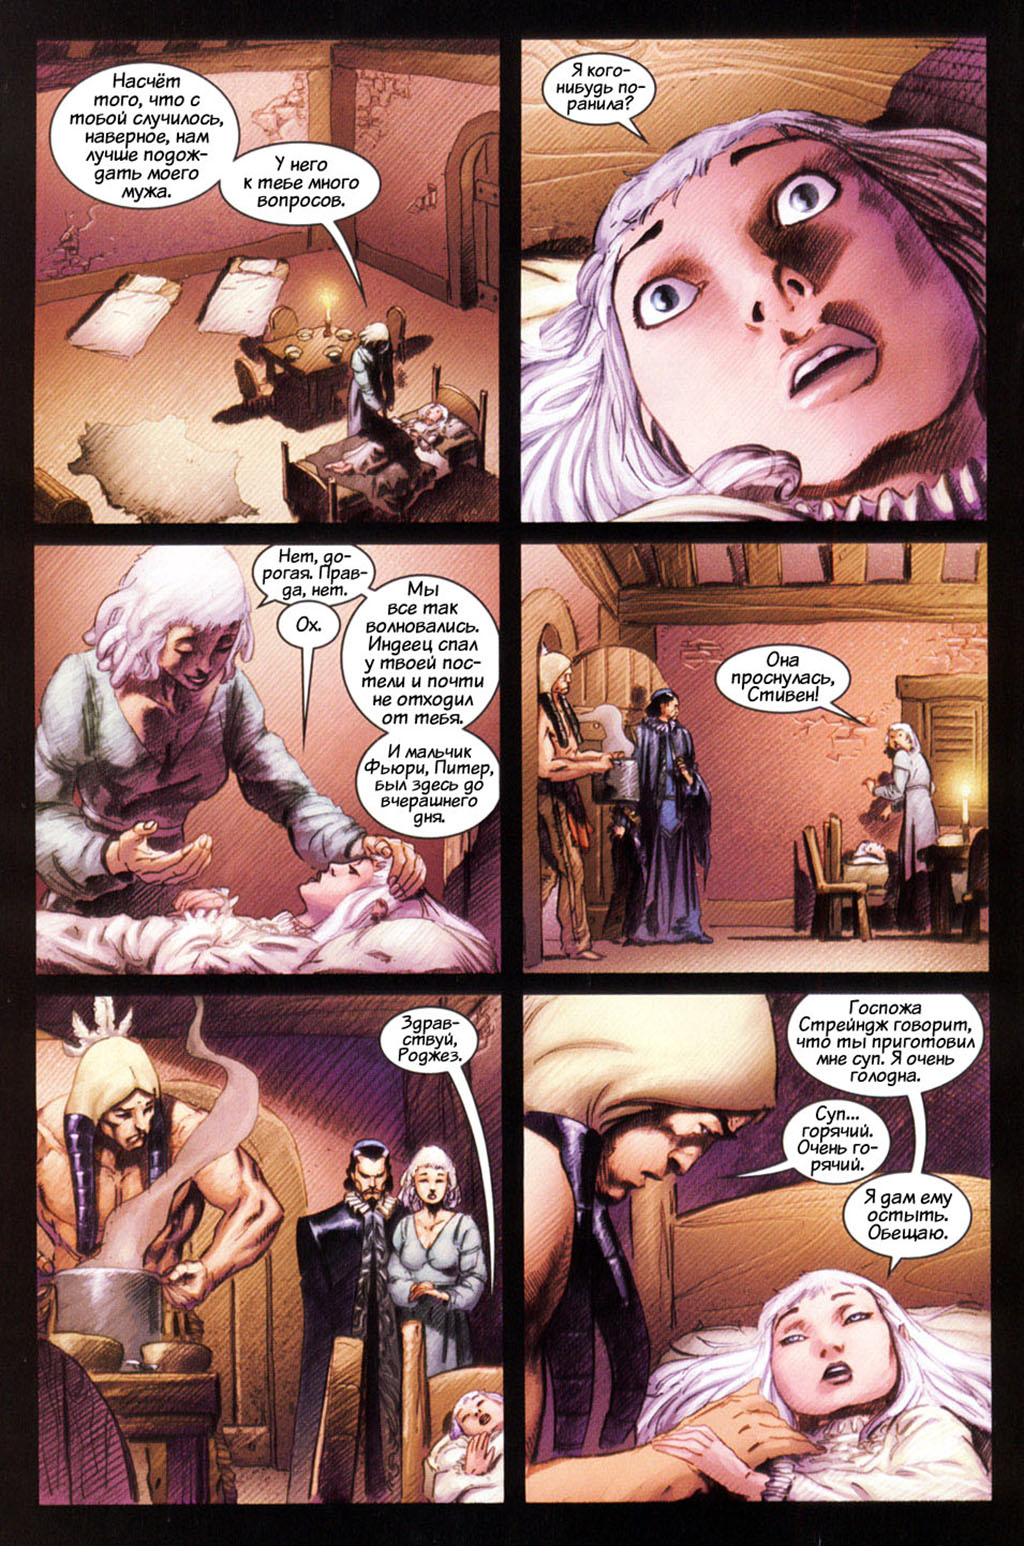 Насчёт
того, что с
тобой случилось,
наверное, нам
лучше подож-
дать моего
мужа.
У него
к тебе много
вопросов.
Я кого-
нибудь по-
ранила?
Нет, до-
рогая. Прав-
да, нет.
Ох.
Мы
все так
волновались.
Индеец спал
у твоей пос-
тели и почти
не отходил
от тебя.
И мальчик
Фьюри, Питер,
был здесь до
вчерашнего
дня.
Она
проснулась,
Стивен!
Здрав-
ствуй,
Роджез.
Госпожа
Стрейндж говорит,
что ты приготовил
мне суп. Я очень
голодна.
Суп...
горячий.
Очень го-
рячий.
Я дам ему
остыть.
Обещаю.